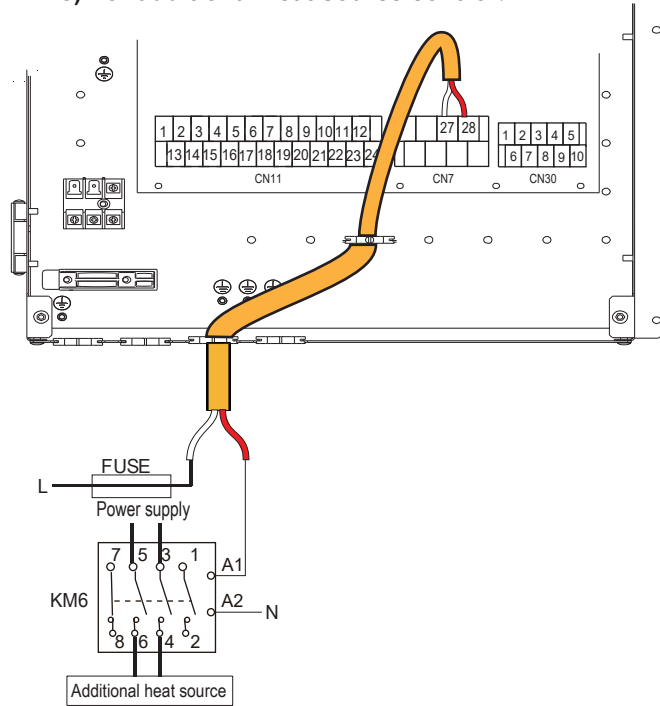 1 2 3 4 5 6 7 8 9 10 11 12
13 14 15 16 17 18 19 20 21 22 23 24
CN11
27 28
CN7
1 2 3 4 5
6 7 8 9 10
CN30
FUSE
L
Power supply
7 5 3 1
A1
KM6
A2
N
8 6 4 2
Additional heat source